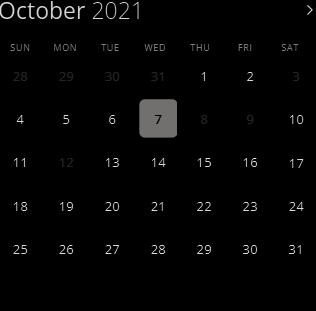 October 2021
SUN MON TUE WED THU FRI SAT
28 29 30 31 1 2 3
4 5 6 7 8 9 10
11 12 13 14 15 16 17
18 19 20 21 22 23 24
25 26 27 28 29 30 31